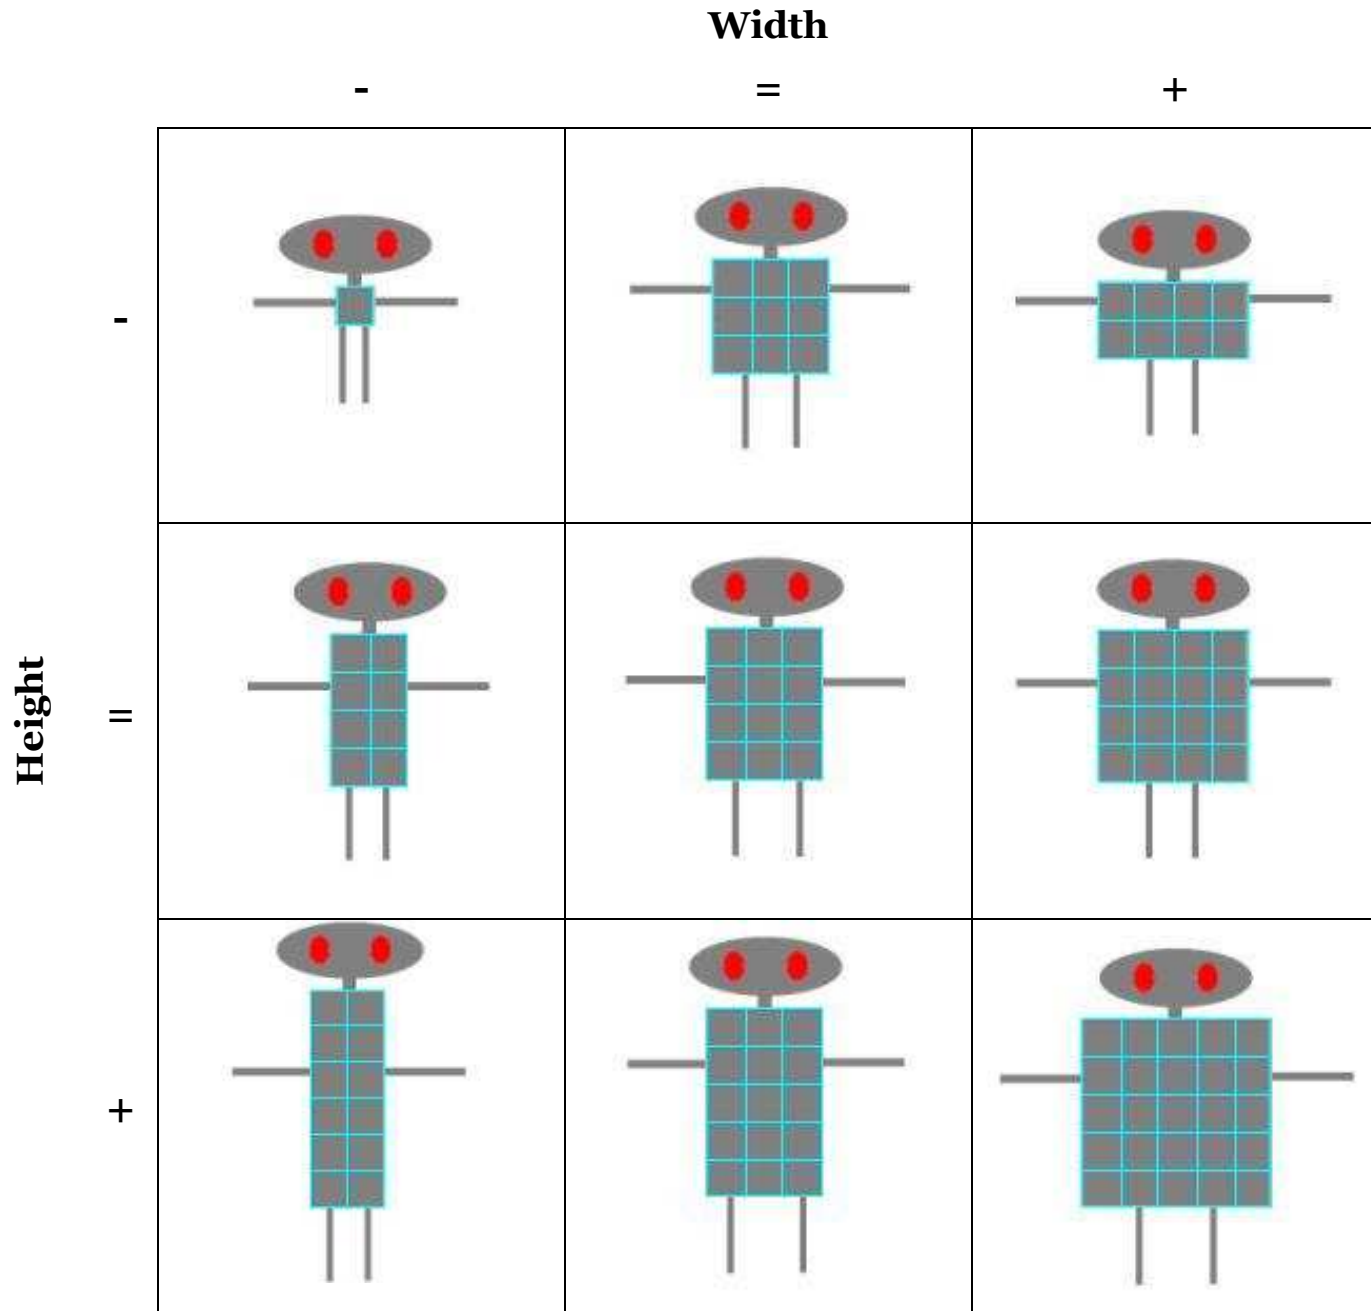 Width
- = +
-
Height
=
+